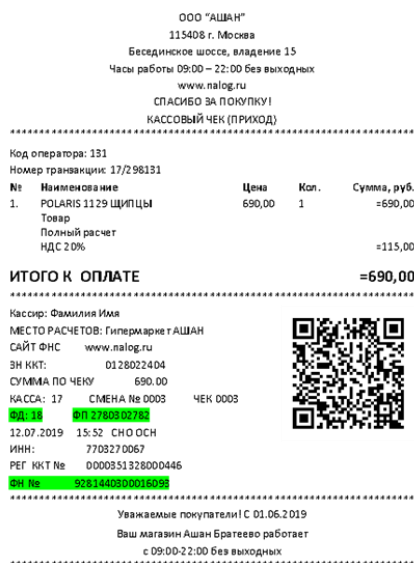 ООО "АШАН"
115408 г. Москва
Бесединское шоссе, владение 15
Часы работы 09:00 – 22:00 без выходных
www.nalog.ru
СПАСИБО ЗА ПОКУПКУ!
КАССОВЫЙ ЧЕК (ПРИХОД)
Код оператора: 131
Номер транзакции: 17/298131
№ Наименование Цена Кол. Сумма, руб.
1. POLARIS 1129 ЩИПЦЫ 690,00 1 =690,00
Товар
Полный расчет
НДС 20% =115,00
ИТОГО К ОПЛАТЕ =690,00
Кассир: Фамилия Имя
МЕСТО РАСЧЕТОВ: Гипермаркет АШАН
САЙТ ФНС www.nalog.ru
ЗН ККТ: 0128022404
СУММА ПО ЧЕКУ 690.00
КАССА: 17 СМЕНА № 0003 ЧЕК 0003
ФД: 18 ФП 2780302782
12.07.2019 15:52 СНО ОСН
ИНН: 7703270067
РЕГ ККТ № 0000351328000446
ФН № 9281440300016093
Уважаемые покупатели! С 01.06.2019
Ваш магазин Ашан Братеево работает
с 09:00-22:00 без выходных